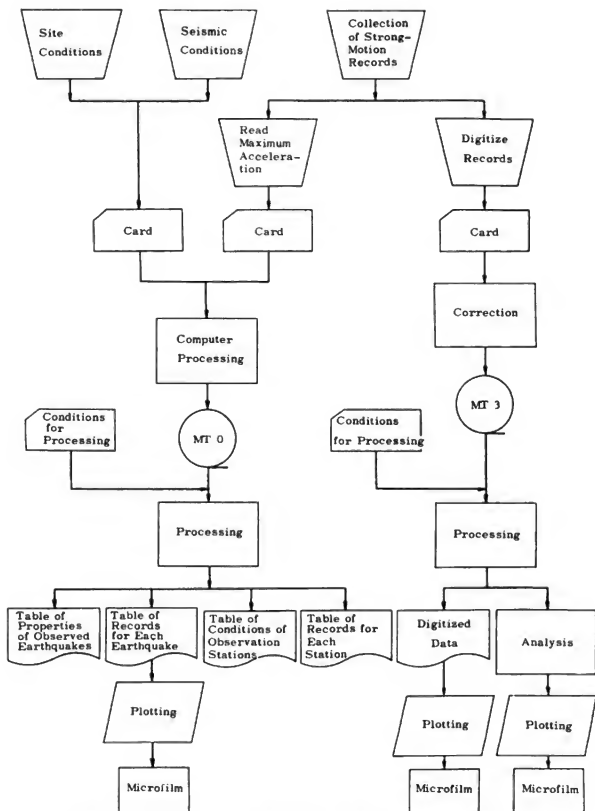 Site
Conditions
Seismic
Conditions
Collection
of Strong-
Motion
Records
Read
Maximum
Accelera-
tion
Digitize
Records
Card
Card
Card
Computer
Processing
Correction
MT 0
MT 3
Conditions
for
Processing
Conditions
for Processing
Processing
Processing
Table of
Properties
of Observed
Earthquakes
Table of
Records
for Each
Earthquake
Table of
Conditions of
Observation
Stations
Table of
Records for
Each
Station
Digitized
Data
Analysis
Plotting
Plotting
Plotting
Microfilm
Microfilm
Microfilm